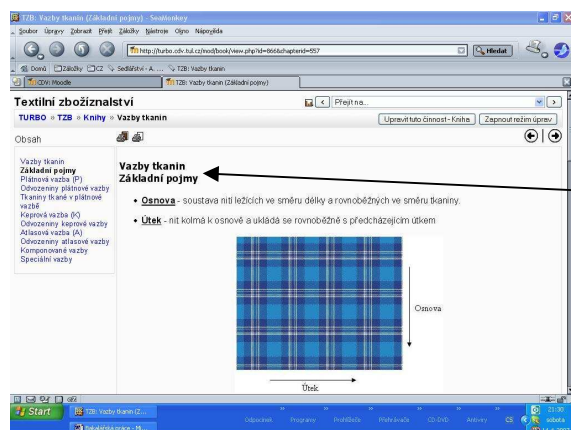 TZB: Vazby tkanin (Základní pojmy) - SeaMonkey
Soubor Úpravy Zobrazit Přejít Záložky Nástroje Okno Nápověda
http://turbo.cdv.tul.cz/mod/book/view.php?id=666&chapterid=557
Hledat
Domů Záložky CZ Sedlářství - A. ... TZB: Vazby tkanin
CDV: Moodle
TZB: Vazby tkanin (Základní pojmy)
Textilní zbožíznalství
Přejít na...
TURBO » TZB » Knihy » Vazby tkanin
Upravit tuto činnost - Kniha
Zapnout režim úprav
Obsah
Vazby tkanin
Základní pojmy
Plátnová vazba (P)
Odvozeniny plátnové vazby
Tkaniny tkané v plátnové
vazbě
Keprová vazba (K)
Odvozeniny keprové vazby
Atlasová vazba (A)
Odvozeniny atlasové vazby
Komponované vazby
Speciální vazby
Vazby tkanin
Základní pojmy
• Osnova - soustava nití ležících ve směru délky a rovnoběžných ve směru tkaniny.
• Útek - nit kolmá k osnově a ukládá se rovnoběžně s předcházejícím útkem
Osnova
Útek
Start
TZB: Vazby tkanin (Z...
Odpočinek
Programy
Prohlížeče
Přehrávače
CD-DVD
Antiviry
CS
21:30
sobota
Bakalářská práce - Mi...